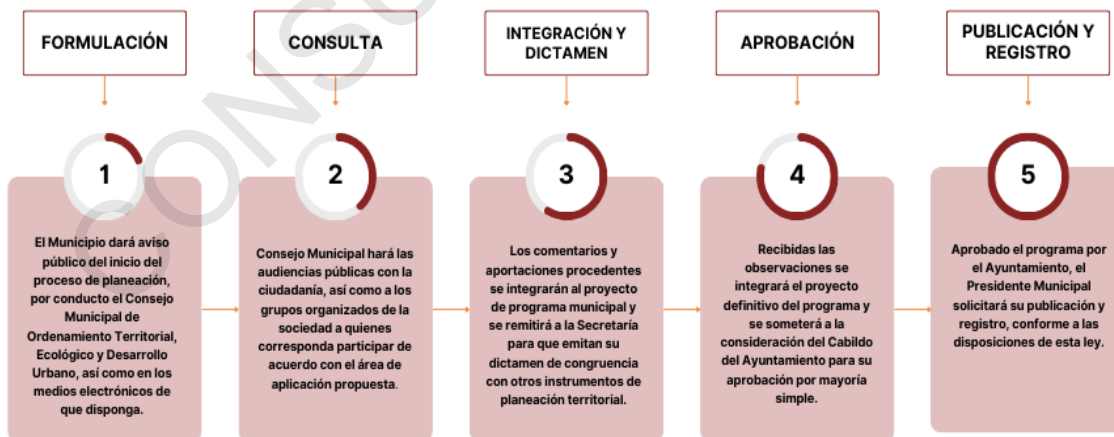 FORMULACIÓN
CONSULTA
INTEGRACIÓN Y
DICTAMEN
APROBACIÓN
PUBLICACIÓN Y
REGISTRO
1
2
3
4
5
El Municipio dará aviso
público del inicio del
proceso de planeación,
por conducto el Consejo
Municipal de
Ordenamiento Territorial,
Ecológico y Desarrollo
Urbano, así como en los
medios electrónicos de
que disponga.
Consejo Municipal hará las
audiencias públicas con la
ciudadanía, así como a los
grupos organizados de la
sociedad a quienes
corresponda participar de
acuerdo con el área de
aplicación propuesta.
Los comentarios y
aportaciones procedentes
se integrarán al proyecto
de programa municipal y
se remitirá a la Secretaría
para que emitan su
dictamen de congruencia
con otros instrumentos de
planeación territorial.
Recibidas las
observaciones se
integrará el proyecto
definitivo del programa y
se someterá a la
consideración del Cabildo
del Ayuntamiento para su
aprobación por mayoría
simple.
Aprobado el programa por
el Ayuntamiento, el
Presidente Municipal
solicitará su publicación y
registro, conforme a las
disposiciones de esta ley.